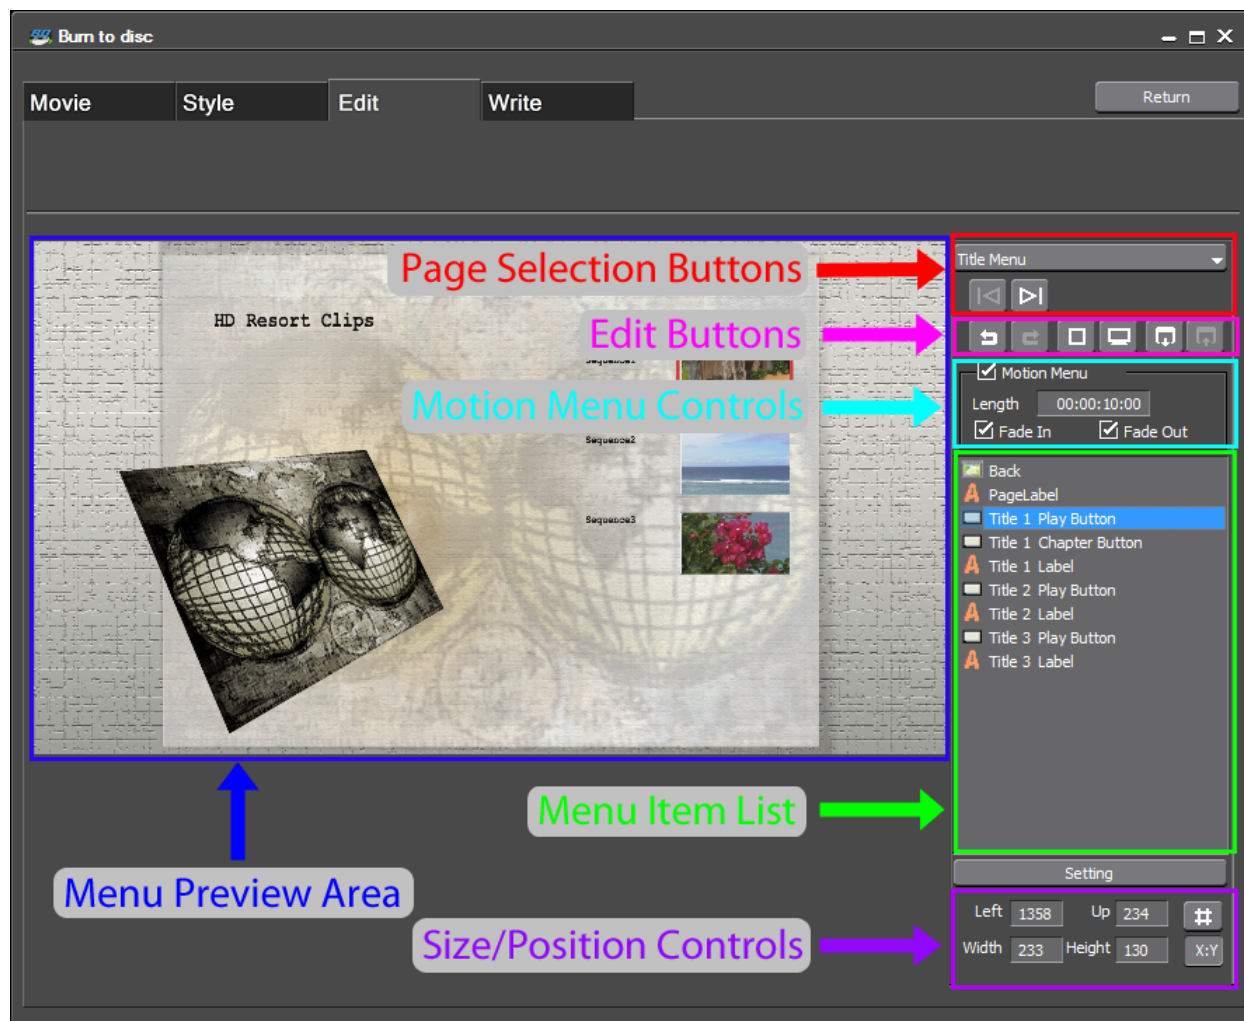 Burn to disc
Movie
Style
Edit
Write
Return
Page Selection Buttons
Title Menu
HD Resort Clips
Edit Buttons
Sequence1
Motion Menu
Motion Menu Controls
Length 00:00:10:00
Fade In Fade Out
Sequence2
Back
PageLabel
Title 1 Play Button
Sequence3
Title 1 Chapter Button
Title 1 Label
Title 2 Play Button
Title 2 Label
Title 3 Play Button
Title 3 Label
Menu Item List
Setting
Menu Preview Area
Left 1358 Up 234
Size/Position Controls
Width 233 Height 130 X:Y